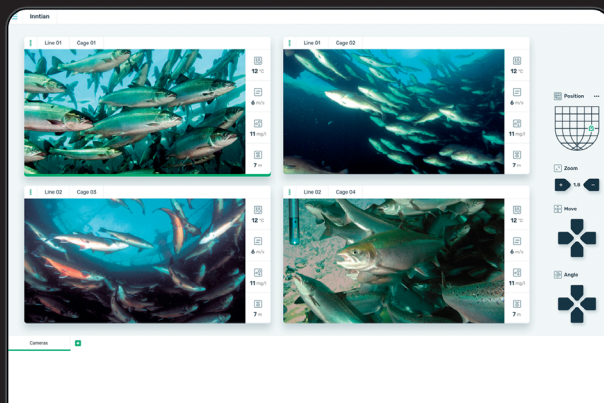 Inntian
Line 01 Cage 01
12 °C
6 m/s
11 mg/l
7 m
Line 01 Cage 02
12 °C
6 m/s
11 mg/l
7 m
Line 02 Cage 03
12 °C
6 m/s
11 mg/l
7 m
Line 02 Cage 04
12 °C
6 m/s
11 mg/l
7 m
Position
Zoom
+ 1.8 −
Move
Angle
Cameras